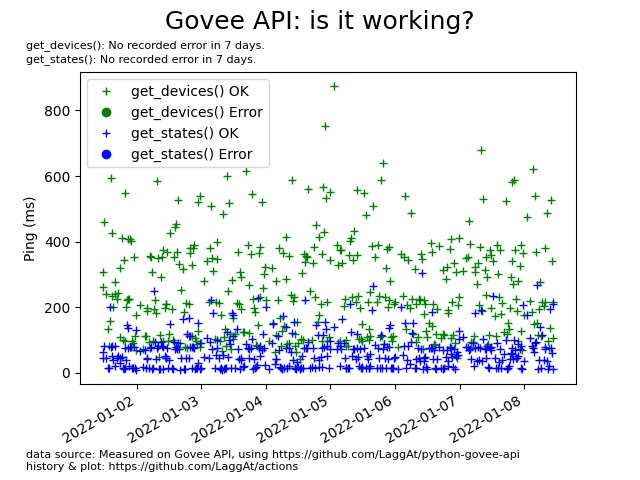 Govee API: is it working?
get_devices(): No recorded error in 7 days.
get_states(): No recorded error in 7 days.
get_devices() OK
get_devices() Error
get_states() OK
get_states() Error
Ping (ms)
800
600
400
200
0
2022-01-02
2022-01-03
2022-01-04
2022-01-05
2022-01-06
2022-01-07
2022-01-08
data source: Measured on Govee API, using https://github.com/LaggAt/python-govee-api
history & plot: https://github.com/LaggAt/actions